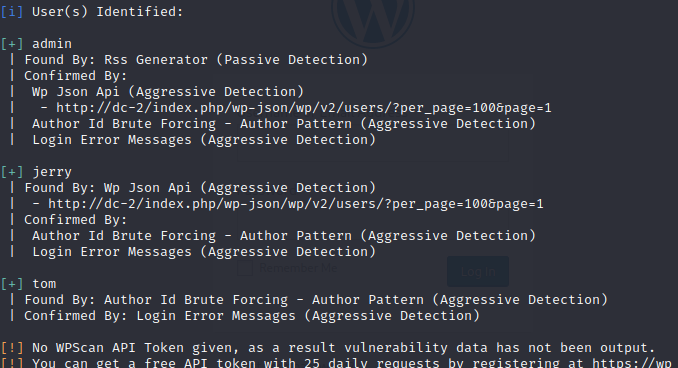 [i] User(s) Identified:
[+] admin
| Found By: Rss Generator (Passive Detection)
| Confirmed By:
|  Wp Json Api (Aggressive Detection)
|   - http://dc-2/index.php/wp-json/wp/v2/users/?per_page=100&page=1
|  Author Id Brute Forcing - Author Pattern (Aggressive Detection)
|  Login Error Messages (Aggressive Detection)
[+] jerry
| Found By: Wp Json Api (Aggressive Detection)
|  - http://dc-2/index.php/wp-json/wp/v2/users/?per_page=100&page=1
| Confirmed By:
|  Author Id Brute Forcing - Author Pattern (Aggressive Detection)
|  Login Error Messages (Aggressive Detection)
[+] tom
| Found By: Author Id Brute Forcing - Author Pattern (Aggressive Detection)
| Confirmed By: Login Error Messages (Aggressive Detection)
[!] No WPScan API Token given, as a result vulnerability data has not been output.
[!] You can get a free API token with 25 daily requests by registering at https://wp